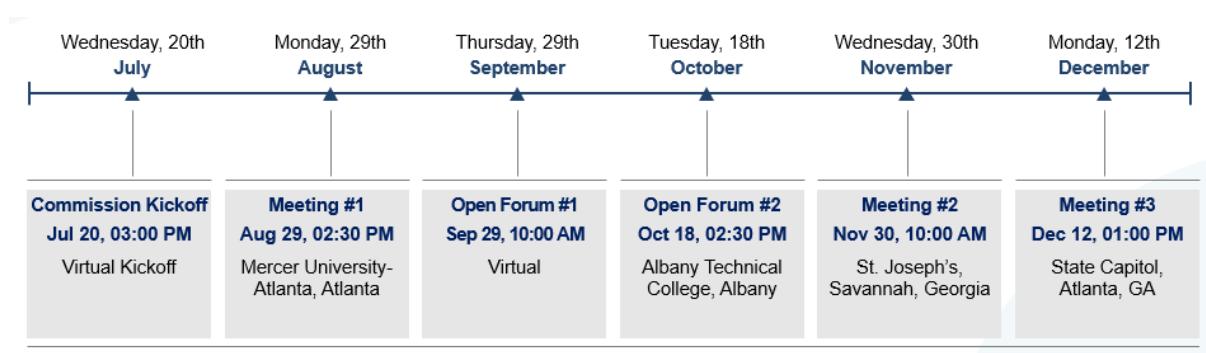 Wednesday, 20th
July
Monday, 29th
August
Thursday, 29th
September
Tuesday, 18th
October
Wednesday, 30th
November
Monday, 12th
December
Commission Kickoff
Jul 20, 03:00 PM
Virtual Kickoff
Meeting #1
Aug 29, 02:30 PM
Mercer University-
Atlanta, Atlanta
Open Forum #1
Sep 29, 10:00 AM
Virtual
Open Forum #2
Oct 18, 02:30 PM
Albany Technical
College, Albany
Meeting #2
Nov 30, 10:00 AM
St. Joseph’s,
Savannah, Georgia
Meeting #3
Dec 12, 01:00 PM
State Capitol,
Atlanta, GA